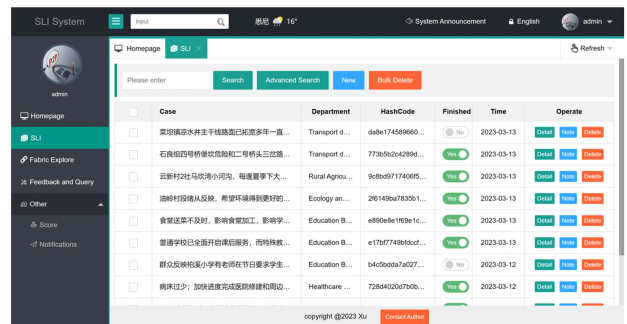 SLI System
Input
悉尼 16°
System Announcement
English
admin
Homepage
SLI ×
Refresh
admin
Homepage
SLI
Fabric Explore
Feedback and Query
Other
Score
Notifications
Please enter
Search
Advanced Search
New
Bulk Delete
Case Department HashCode Finished Time Operate
菜坝镇凉水井主干线路面已拓宽多年一直... Transport d... da8e174589660... No 2023-03-13 Detail Note Delete
石良组四号桥堡坎危险和二号桥头三岔路... Transport d... 773b5b2c4289d... Yes 2023-03-13 Detail Note Delete
云新村22社马坎湾小河沟，每逢夏季下大... Rural Agricu... 9c8bd9717406f5... Yes 2023-03-13 Detail Note Delete
油岭村段绪从反映，希望环境得到更好的... Ecology an... 2f6149ba7835b1... Yes 2023-03-13 Detail Note Delete
食堂送菜不及时，影响食堂加工，影响学... Education B... e890e8e1f69e1c... Yes 2023-03-13 Detail Note Delete
普通学校已全面开启课后服务，而特殊教... Education B... e17bf7749bfdccf... Yes 2023-03-13 Detail Note Delete
群众反映柏溪小学有老师在节日要求学生... Education B... b4c5bdda7a027... No 2023-03-12 Detail Note Delete
病床过少；加快进度完成医院修建和周边... Healthcare ... 728d4020d7b0b... Yes 2023-03-12 Detail Note Delete
copyright @2023 Xu
Contact Author